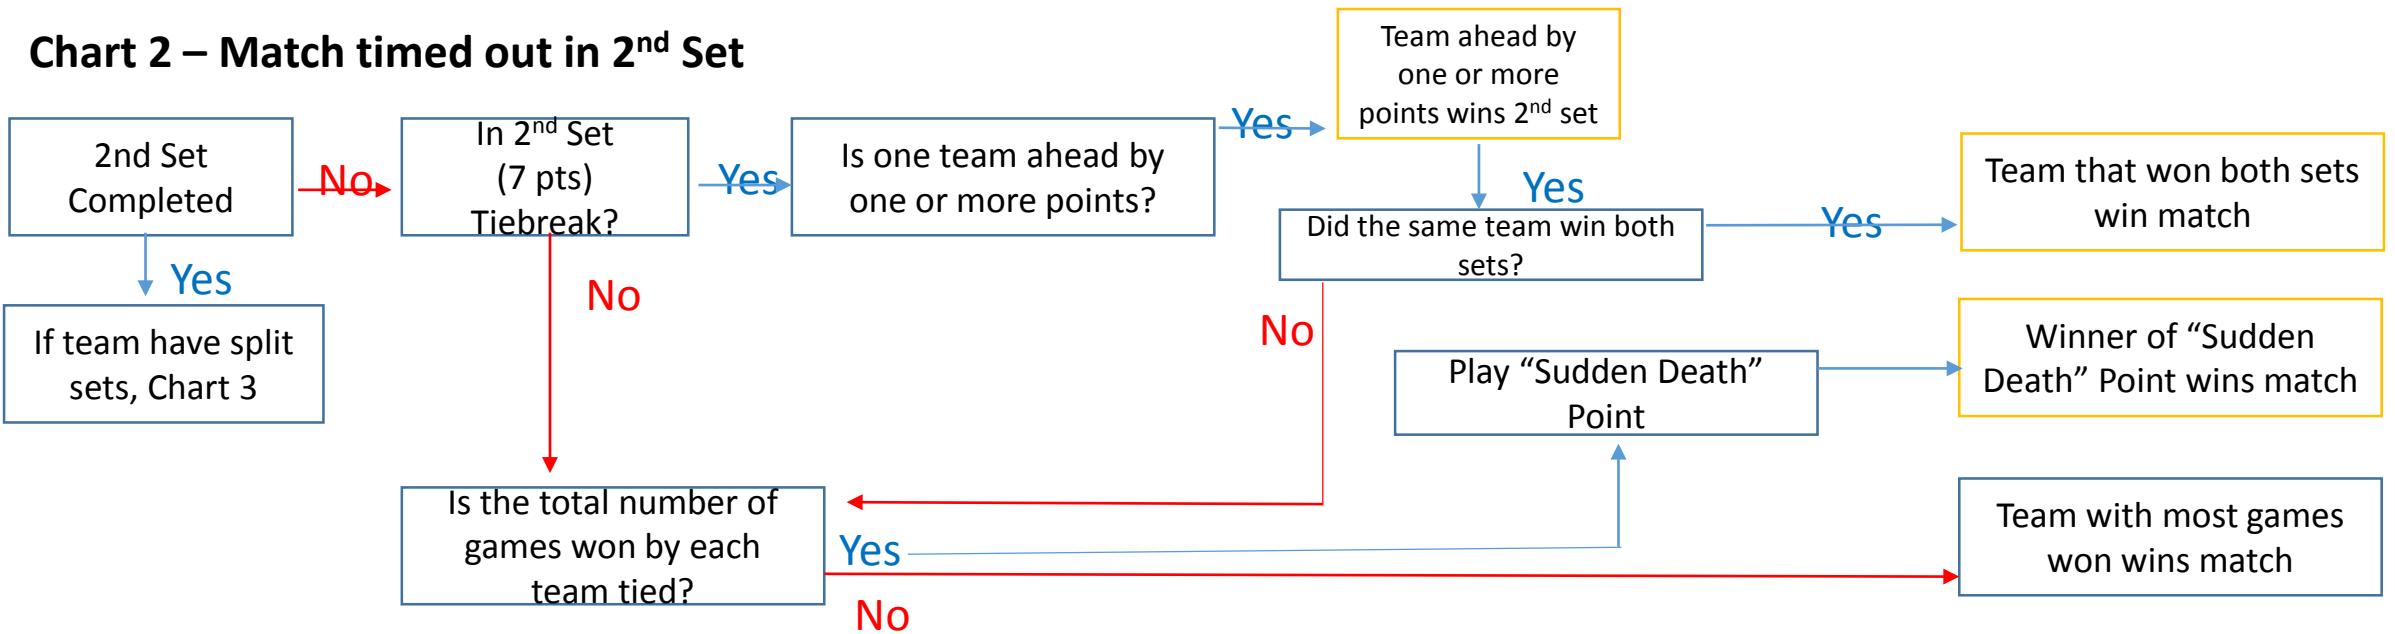 Chart 2 – Match timed out in 2nd Set
2nd Set
Completed
No
Yes
If team have split
sets, Chart 3
In 2nd Set
(7 pts)
Tiebreak?
Yes
No
Is one team ahead by
one or more points?
Yes
Team ahead by
one or more
points wins 2nd set
Yes
Did the same team win both
sets?
Yes
No
Team that won both sets
win match
Play “Sudden Death”
Point
Winner of “Sudden
Death” Point wins match
Is the total number of
games won by each
team tied?
Yes
No
Team with most games
won wins match